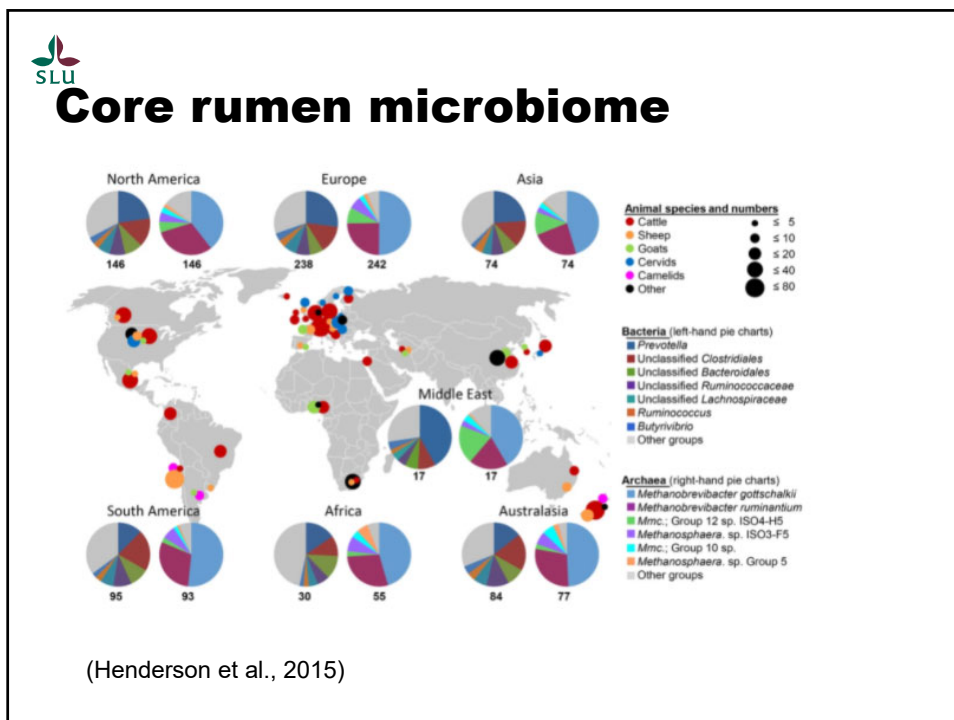 SLU
Core rumen microbiome
North America
146 146
Europe
238 242
Asia
74 74
Animal species and numbers
Cattle
Sheep
Goats
Cervids
Camelids
Other
≤ 5
≤ 10
≤ 20
≤ 40
≤ 80
Bacteria (left-hand pie charts)
Prevotella
Unclassified Clostridiales
Unclassified Bacteroidales
Unclassified Ruminococcaceae
Unclassified Lachnospiraceae
Ruminococcus
Butyrivibrio
Other groups
Middle East
17 17
Archaea (right-hand pie charts)
Methanobrevibacter gottschalkii
Methanobrevibacter ruminantium
Mmc.; Group 12 sp. ISO4-H5
Methanosphaera. sp. ISO3-F5
Mmc.; Group 10 sp.
Methanosphaera. sp. Group 5
Other groups
South America
95 93
Africa
30 55
Australasia
84 77
(Henderson et al., 2015)